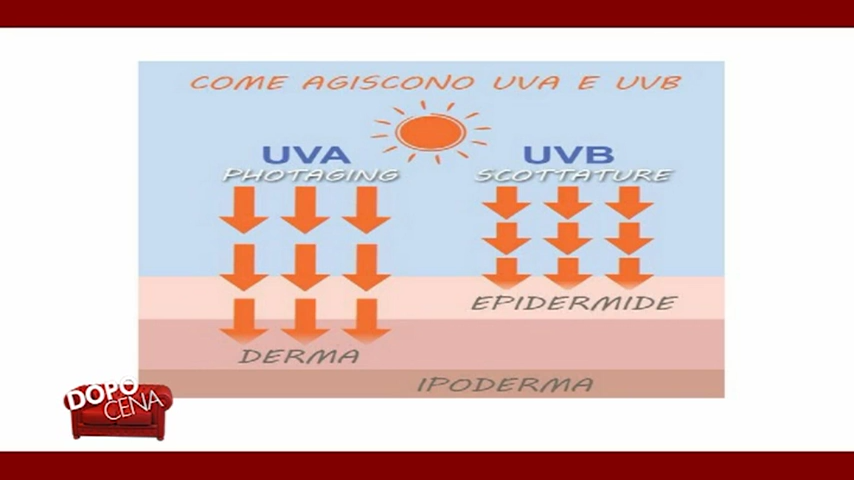 COME AGISCONO UVA E UVB
UVA
PHOTAGING
UVB
SCOTTATURE
EPIDERMIDE
DERMA
IPODERMA
DOPO
CENA